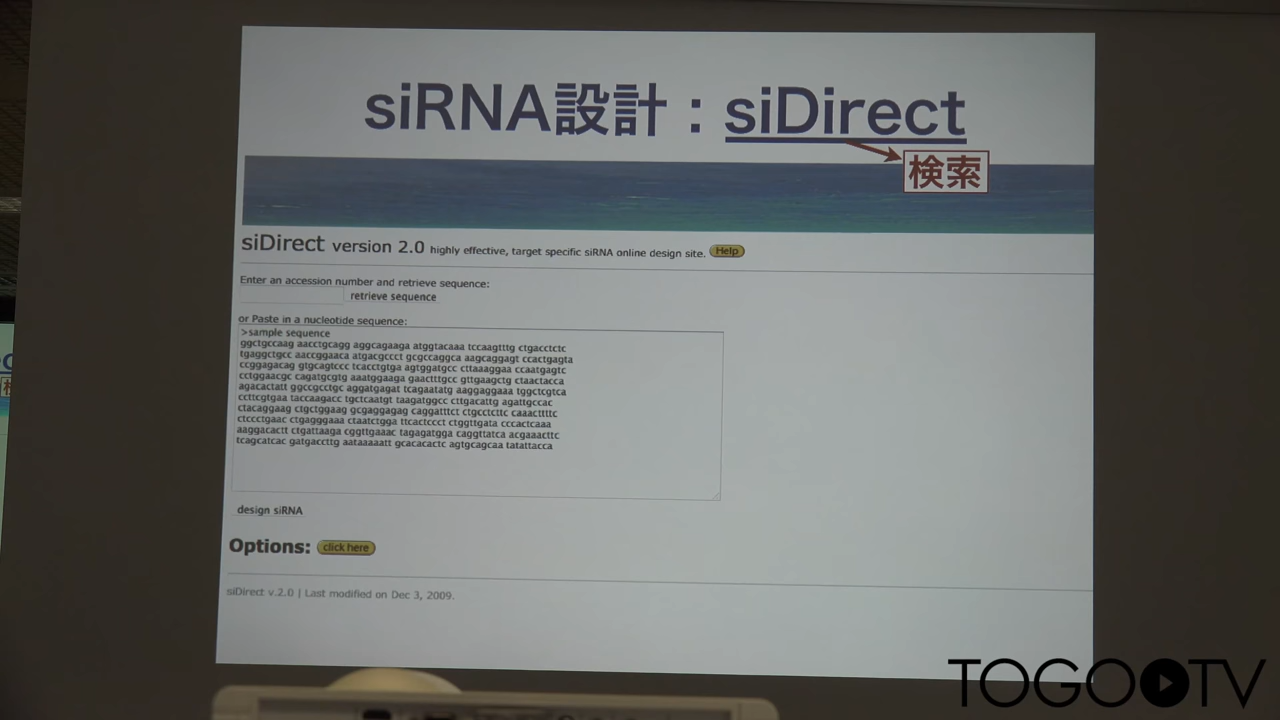 siRNA設計：siDirect
検索
siDirect version 2.0 highly effective, target specific siRNA online design site. Help
Enter an accession number and retrieve sequence:
retrieve sequence
or Paste in a nucleotide sequence:
>sample sequence
ggctgccaag aacctgcagg aggcagaaga atggtacaaa tccaagtttg ctgacctctc
tgaggctgcc aaccggaaca atgacgccct gcgccaggca aagcaggagt ccactgagta
ccggagacag gtgcagtccc tcacctgtga agtggatgcc cttaaaggaa ccaatgagtc
cctggaacgc cagatgcgtg aaatggaaga gaactttgcc gttgaagctg ctaactacca
agacactatt ggccgcctgc aggatgagat tcagaatatg aaggaggaaa tggctcgtca
ccttcgtgaa taccaagacc tgctcaatgt taagatggcc cttgacattg agattgccac
ctacaggaag ctgctggaag gcgaggagag caggatttct ctgcctcttc caaacttttc
ctccctgaac ctgagggaaa ctaatctgga ttcactccct ctggttgata cccactcaaa
aaggacactt ctgattaaga cggttgaaac tagagatgga caggttatca acgaaacttc
tcagcatcac gatgaccttg aataaaaatt gcacacactc agtgcagcaa tatattacca
design siRNA
Options: click here
siDirect v.2.0 | Last modified on Dec 3, 2009.
TOGOTV